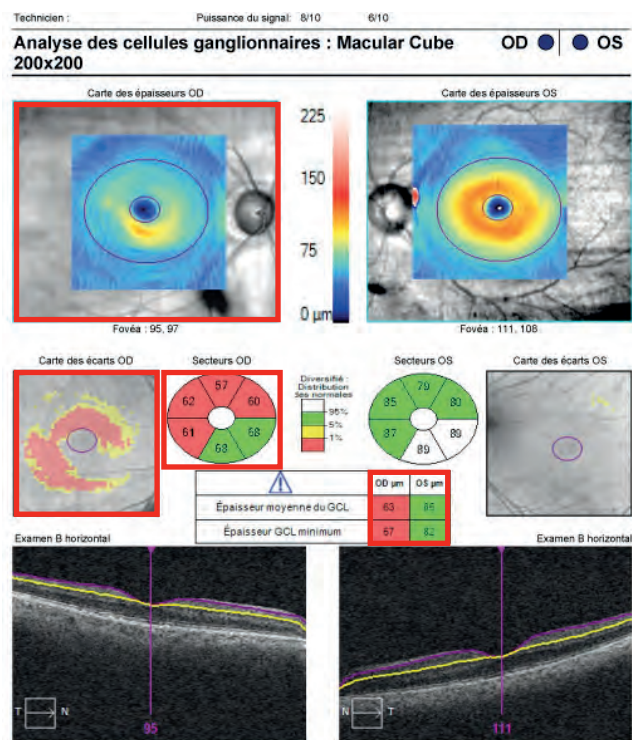 Technicien : Puissance du signal: 8/10 6/10
Analyse des cellules ganglionnaires : Macular Cube 200x200 OD OS
Carte des épaisseurs OD Carte des épaisseurs OS
225
150
75
0 µm
Fovéa : 95, 97 Fovéa : 111, 108
Carte des écarts OD Secteurs OD Secteurs OS Carte des écarts OS
Diversifié :
Distribution
des normales
95%
5%
1%
57
62 60
61 68
68
79
85 80
87 89
89
OD µm OS µm
Épaisseur moyenne du GCL 63
Épaisseur GCL minimum 57 82
Examen B horizontal Examen B horizontal
T N N T
95 111